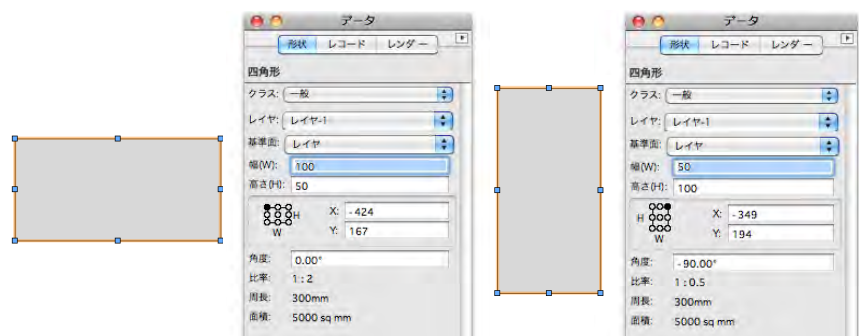 データ
形状 レコード レンダー
四角形
クラス: 一般
レイヤ: レイヤ-1
基準面: レイヤ
幅(W): 100
高さ(H): 50
H
W
X: -424
Y: 167
角度: 0.00°
比率: 1:2
周長: 300mm
面積: 5000 sq mm
データ
形状 レコード レンダー
四角形
クラス: 一般
レイヤ: レイヤ-1
基準面: レイヤ
幅(W): 50
高さ(H): 100
H
W
X: -349
Y: 194
角度: -90.00°
比率: 1:0.5
周長: 300mm
面積: 5000 sq mm